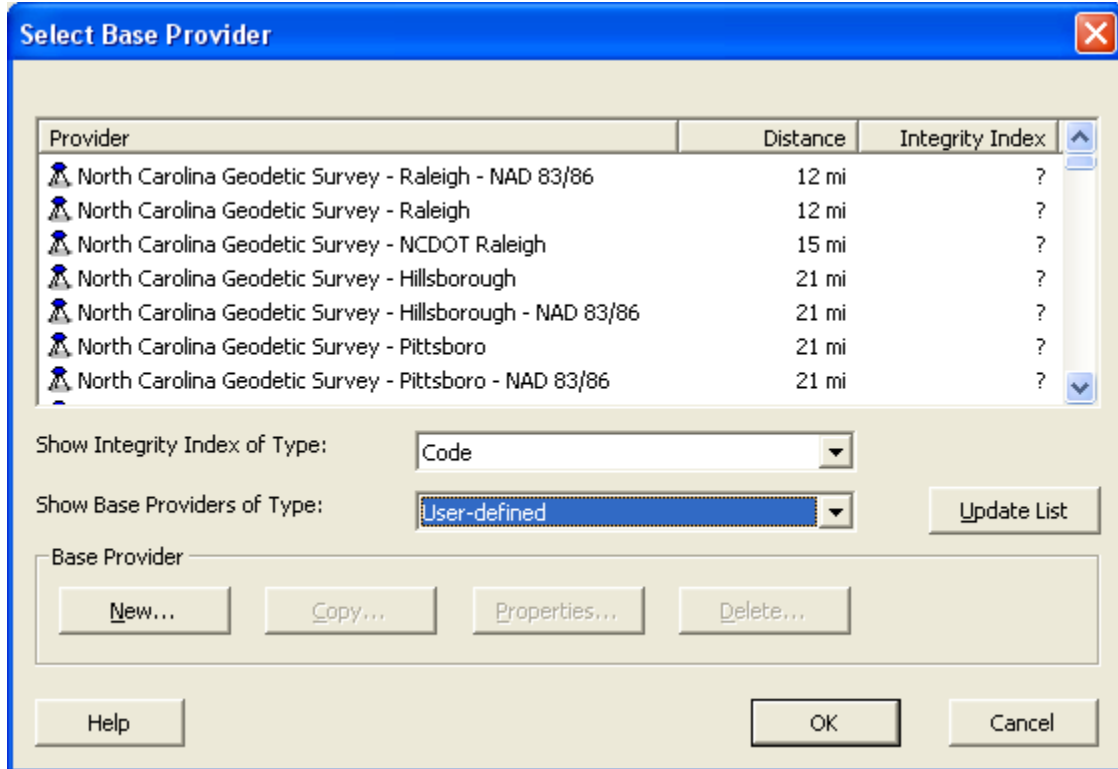 Select Base Provider
Provider Distance Integrity Index
North Carolina Geodetic Survey - Raleigh - NAD 83/86 12 mi ?
North Carolina Geodetic Survey - Raleigh 12 mi ?
North Carolina Geodetic Survey - NCDOT Raleigh 15 mi ?
North Carolina Geodetic Survey - Hillsborough 21 mi ?
North Carolina Geodetic Survey - Hillsborough - NAD 83/86 21 mi ?
North Carolina Geodetic Survey - Pittsboro 21 mi ?
North Carolina Geodetic Survey - Pittsboro - NAD 83/86 21 mi ?
Show Integrity Index of Type: Code
Show Base Providers of Type: User-defined Update List
Base Provider
New... Copy... Properties... Delete...
Help OK Cancel